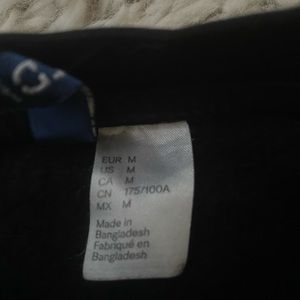 EUR M
US M
CA M
CN 175/100A
MX M
Made in
Bangladesh
Fabriqué en
Bangladesh